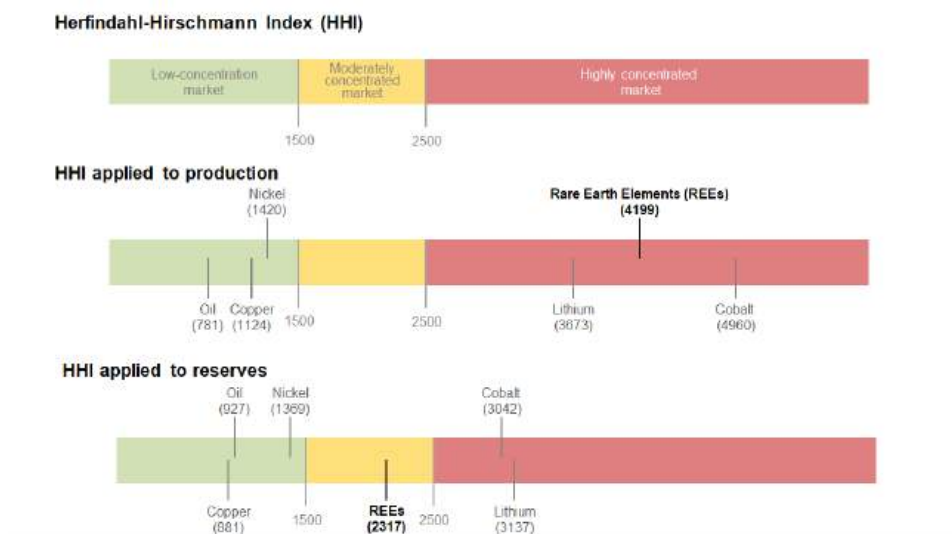 Herfindahl-Hirschmann Index (HHI)
Low-concentration
market
Moderately
concentrated
market
Highly concentrated
market
1500
2500
HHI applied to production
Nickel
(1420)
Rare Earth Elements (REEs)
(4199)
Oil
(781)
Copper
(1124)
1500
2500
Lithium
(3673)
Cobalt
(4960)
HHI applied to reserves
Oil
(927)
Nickel
(1369)
Cobalt
(3042)
Copper
(881)
1500
REEs
(2317)
2500
Lithium
(3137)